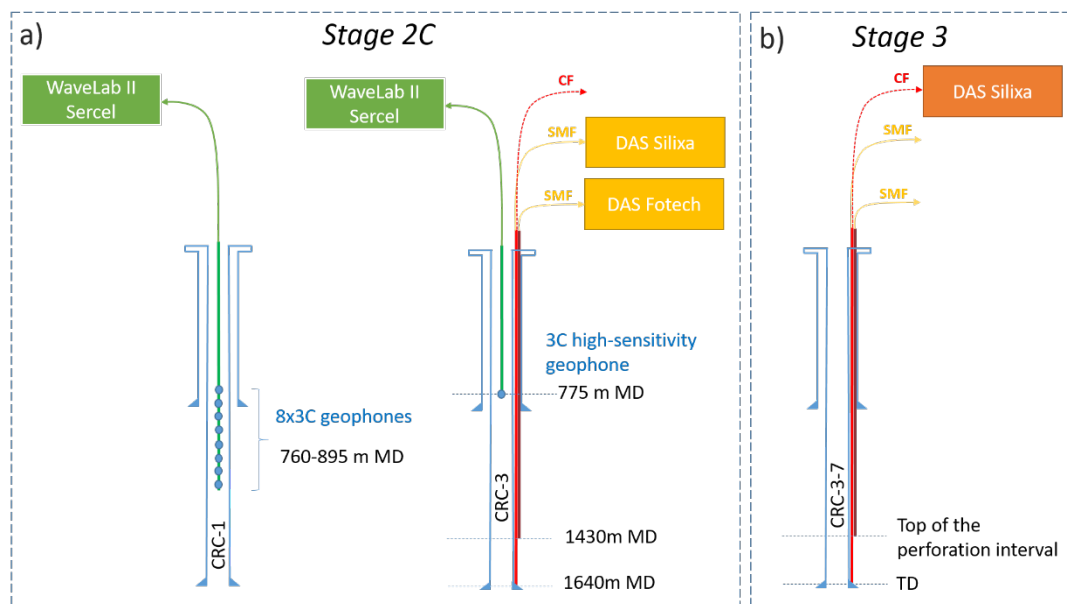 a)
Stage 2C
WaveLab II
Sercel
WaveLab II
Sercel
CF
SMF
DAS Silixa
SMF
DAS Fotech
3C high-sensitivity
geophone
775 m MD
8x3C geophones
760-895 m MD
CRC-1
CRC-3
1430m MD
1640m MD
b)
Stage 3
CF
DAS Silixa
SMF
SMF
CRC-3-7
Top of the
perforation interval
TD